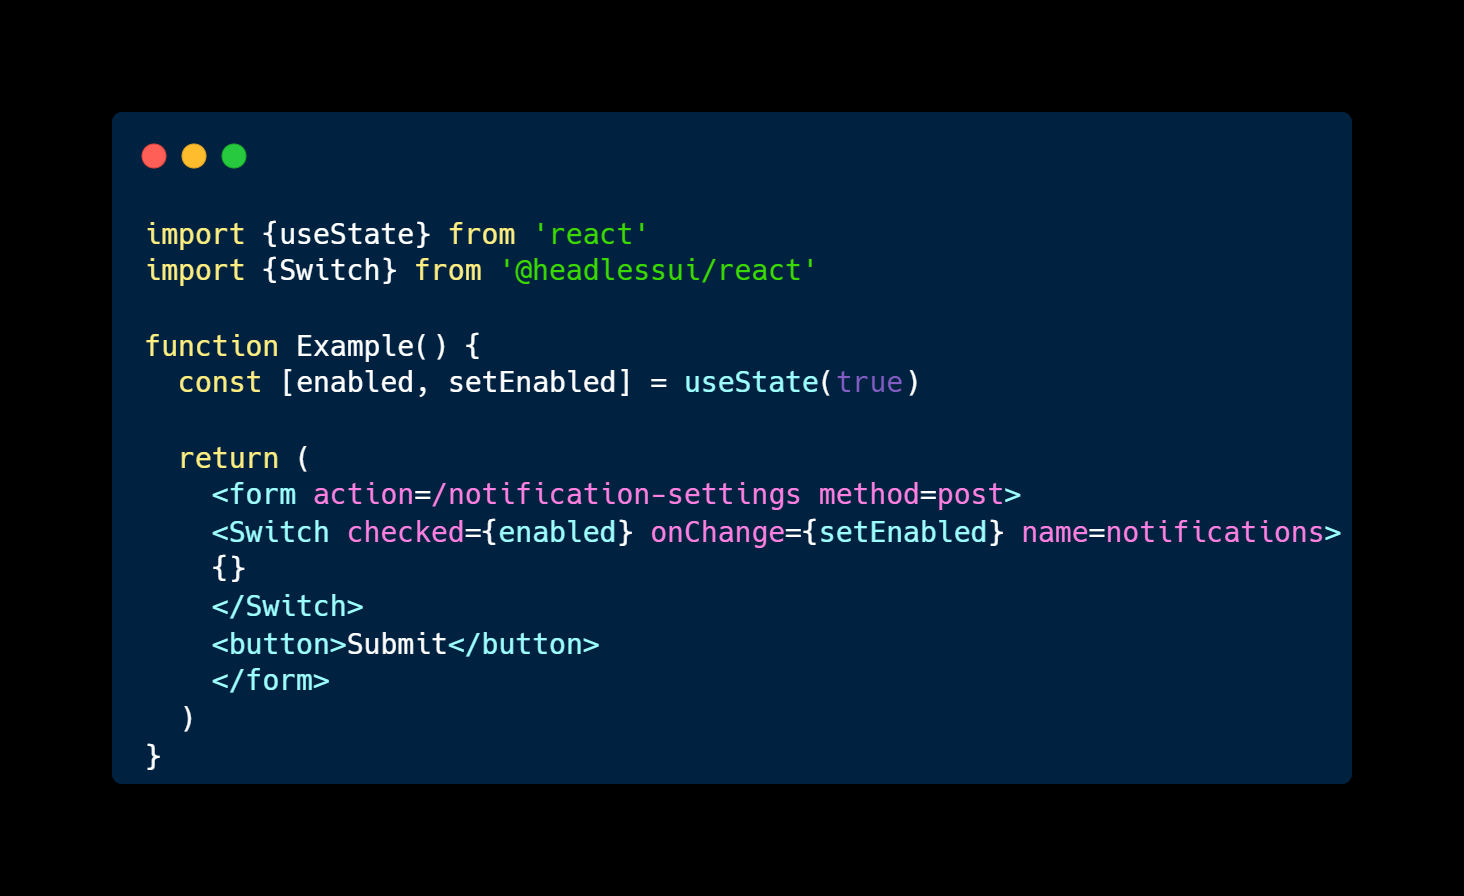 import {useState} from 'react'
import {Switch} from '@headlessui/react'

function Example() {
  const [enabled, setEnabled] = useState(true)

  return (
    <form action=/notification-settings method=post>
    <Switch checked={enabled} onChange={setEnabled} name=notifications>
    {}
    </Switch>
    <button>Submit</button>
    </form>
  )
}